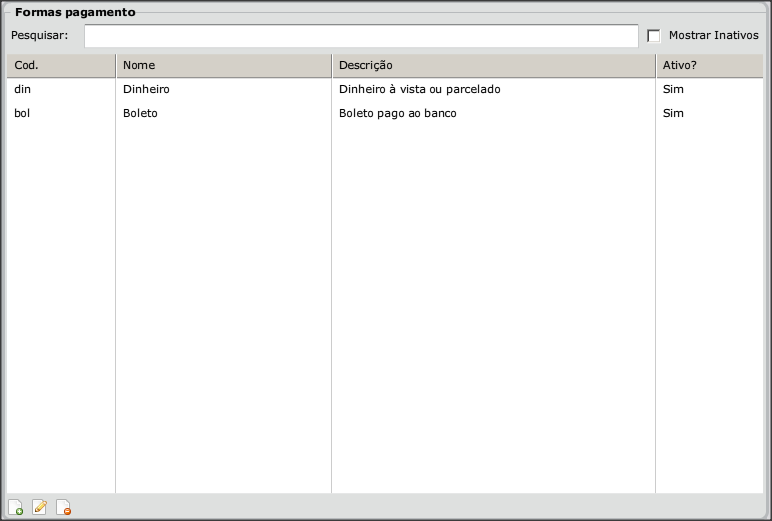 Formas pagamento
Pesquisar: Mostrar Inativos
Cod. Nome Descrição Ativo?
din Dinheiro Dinheiro à vista ou parcelado Sim
bol Boleto Boleto pago ao banco Sim